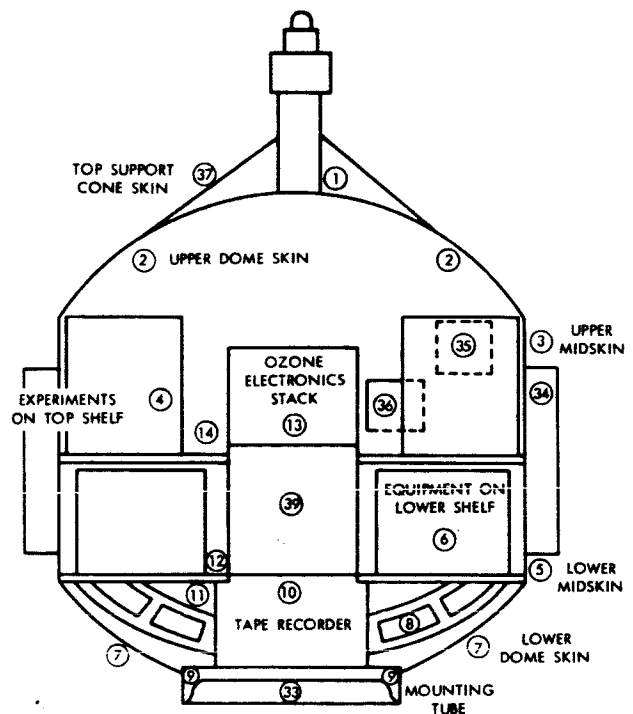 TOP SUPPORT
CONE SKIN
37
1
2
UPPER DOME SKIN
2
35
3
UPPER
MIDSKIN
OZONE
ELECTRONICS
STACK
36
34
EXPERIMENTS
ON TOP SHELF
4
14
13
EQUIPMENT ON
LOWER SHELF
39
6
12
5
LOWER
MIDSKIN
11
10
TAPE RECORDER
8
7
7
LOWER
DOME SKIN
9
33
9
MOUNTING
TUBE